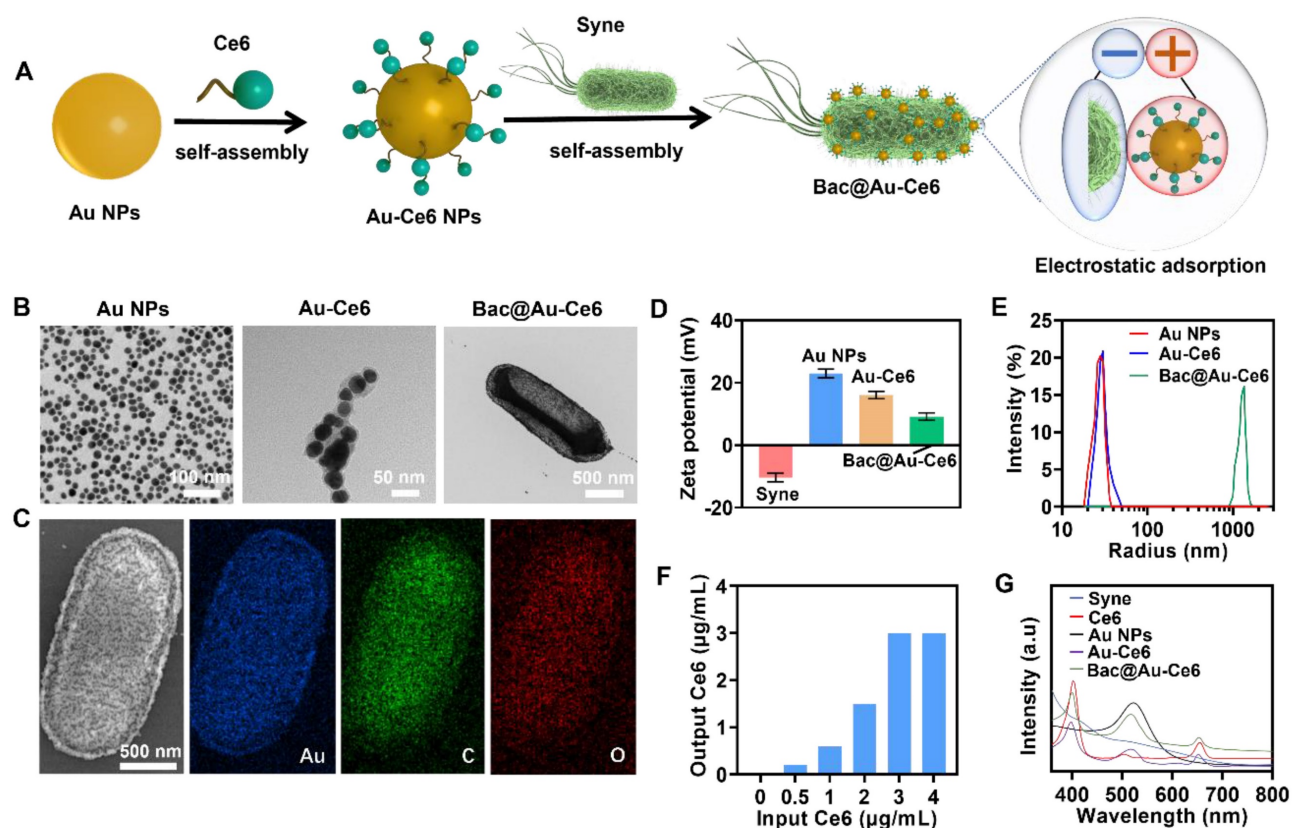 A
Ce6
Syne
self-assembly
self-assembly
Au NPs
Au-Ce6 NPs
Bac@Au-Ce6
− +
Electrostatic adsorption
B
Au NPs
Au-Ce6
Bac@Au-Ce6
100 nm
50 nm
500 nm
C
500 nm
Au
C
O
D
Zeta potential (mV)
40
20
0
-20
Syne
Au NPs
Au-Ce6
Bac@Au-Ce6
E
Intensity (%)
25
20
15
10
5
0
Au NPs
Au-Ce6
Bac@Au-Ce6
10 100 1000
Radius (nm)
F
Output Ce6 (μg/mL)
4
3
2
1
0
0 0.5 1 2 3 4
Input Ce6 (μg/mL)
G
Intensity (a.u)
Syne
Ce6
Au NPs
Au-Ce6
Bac@Au-Ce6
400 500 600 700 800
Wavelength (nm)